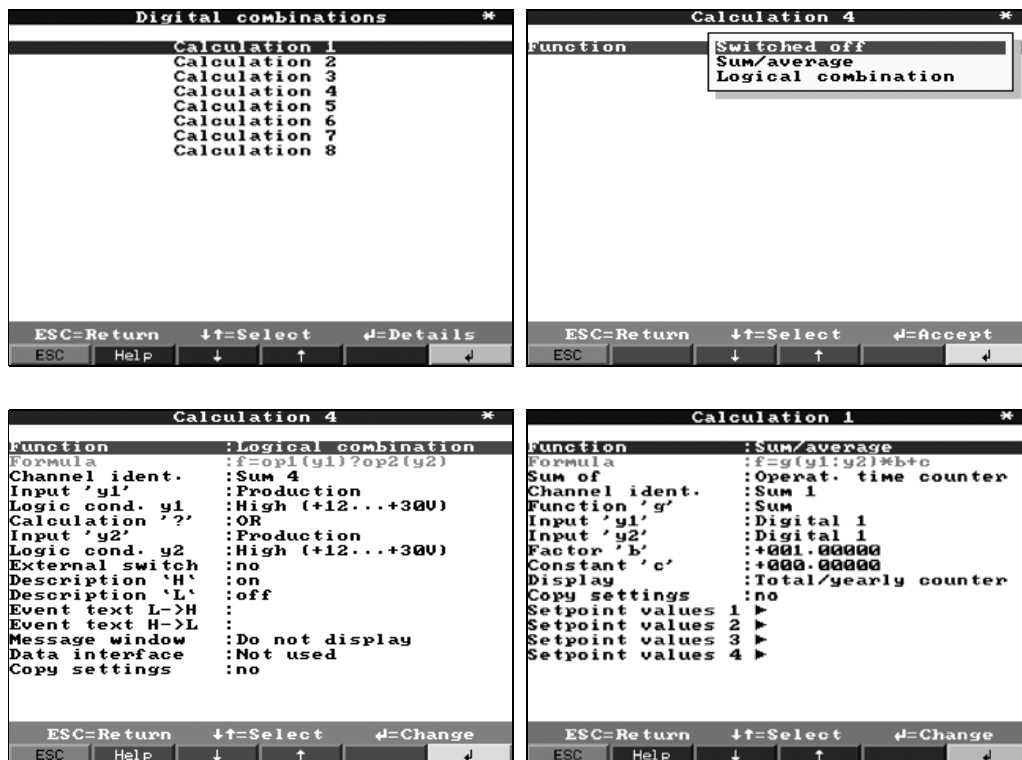 Digital combinations *
Calculation 1
Calculation 2
Calculation 3
Calculation 4
Calculation 5
Calculation 6
Calculation 7
Calculation 8
ESC=Return ↓↑=Select ↲=Details
ESC Help ↓ ↑ ↲
Calculation 4 *
Function Switched off
Sum/average
Logical combination
ESC=Return ↓↑=Select ↲=Accept
ESC ↓ ↑ ↲
Calculation 4 *
Function :Logical combination
Formula :f=op1(y1)?op2(y2)
Channel ident. :Sum 4
Input 'y1' :Production
Logic cond. y1 :High (+12...+30V)
Calculation '?' :OR
Input 'y2' :Production
Logic cond. y2 :High (+12...+30V)
External switch :no
Description 'H' :on
Description 'L' :off
Event text L->H :
Event text H->L :
Message window :Do not display
Data interface :Not used
Copy settings :no
ESC=Return ↓↑=Select ↲=Change
ESC Help ↓ ↑ ↲
Calculation 1 *
Function :Sum/average
Formula :f=g(y1;y2)*b+c
Sum of :Operat. time counter
Channel ident. :Sum 1
Function 'g' :Sum
Input 'y1' :Digital 1
Input 'y2' :Digital 1
Factor 'b' :+001.00000
Constant 'c' :+000.00000
Display :Total/yearly counter
Copy settings :no
Setpoint values 1 ►
Setpoint values 2 ►
Setpoint values 3 ►
Setpoint values 4 ►
ESC=Return ↓↑=Select ↲=Change
ESC Help ↓ ↑ ↲